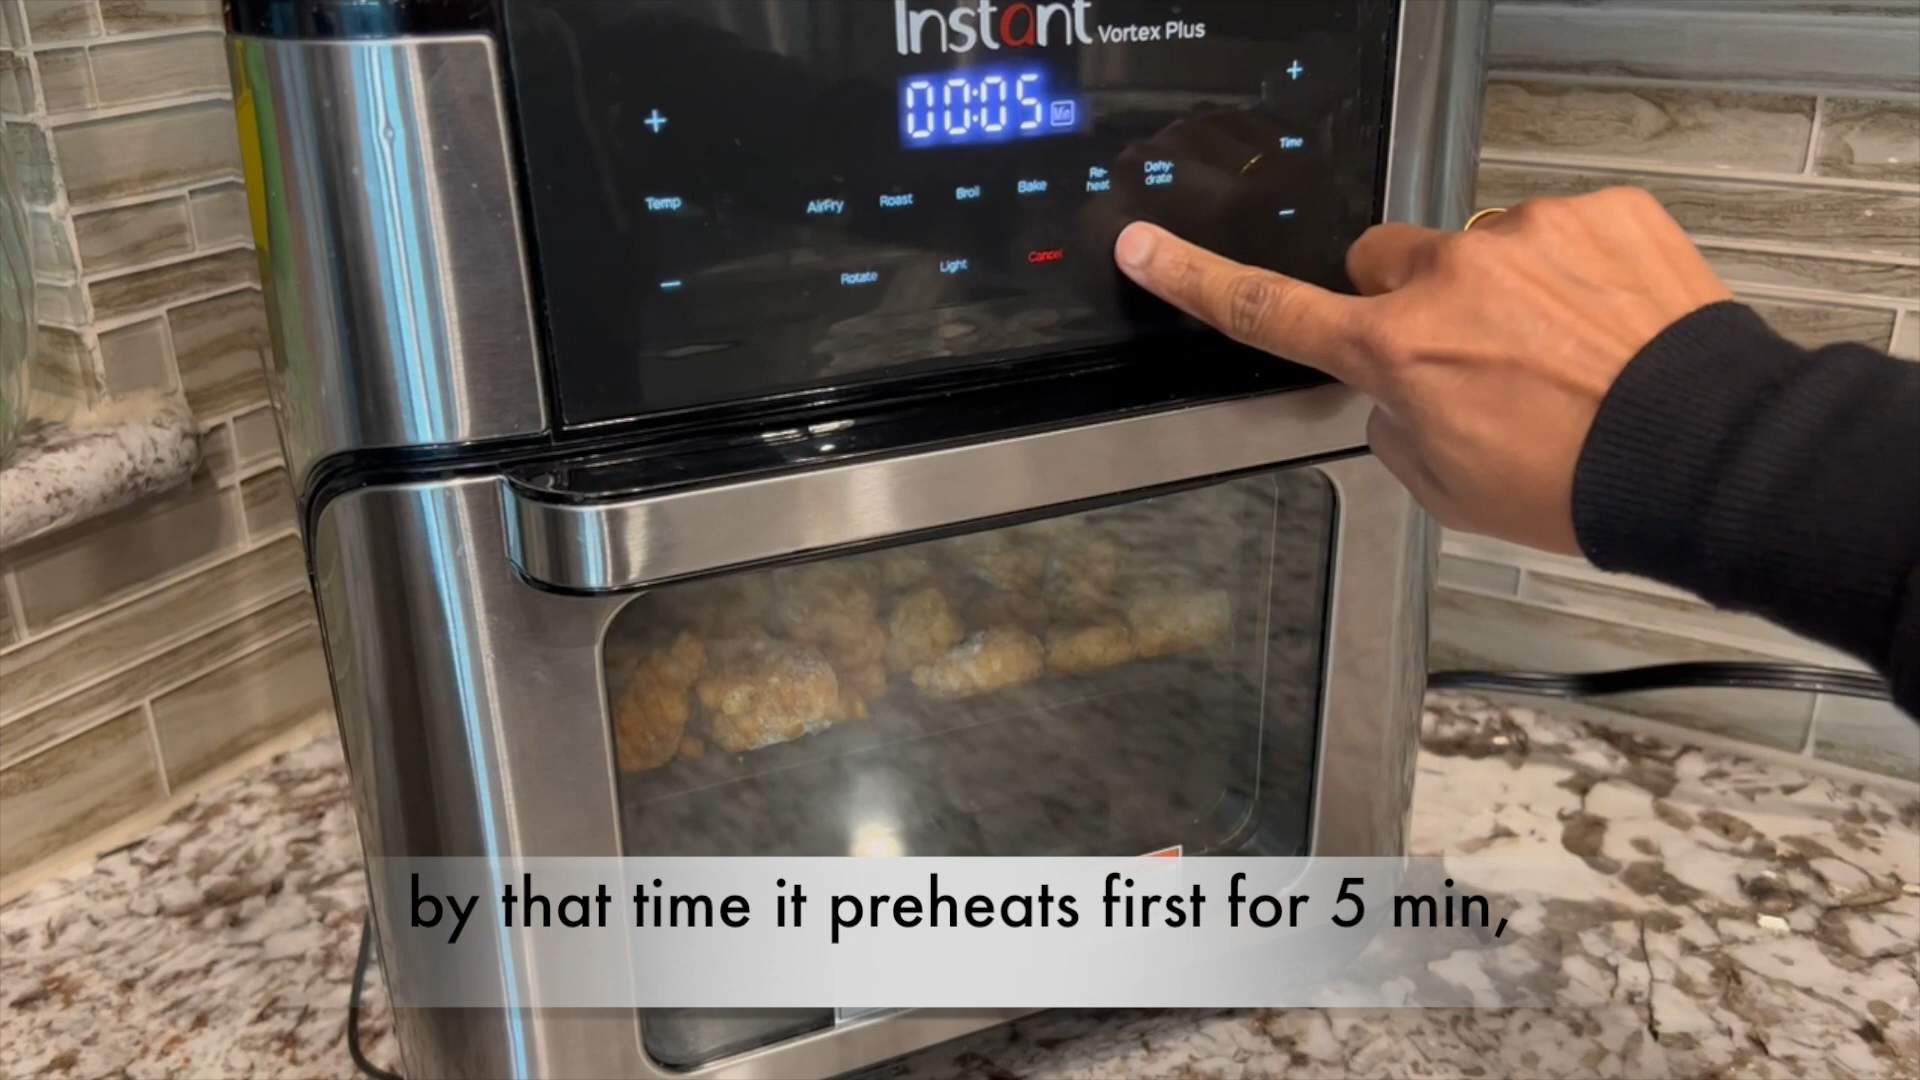 Instant Vortex Plus
+
00:05 Min
+
Temp
AirFry
Roast
Broil
Bake
Re-
heat
Dehy-
drate
Time
-
Rotate
Light
Cancel
-
by that time it preheats first for 5 min,